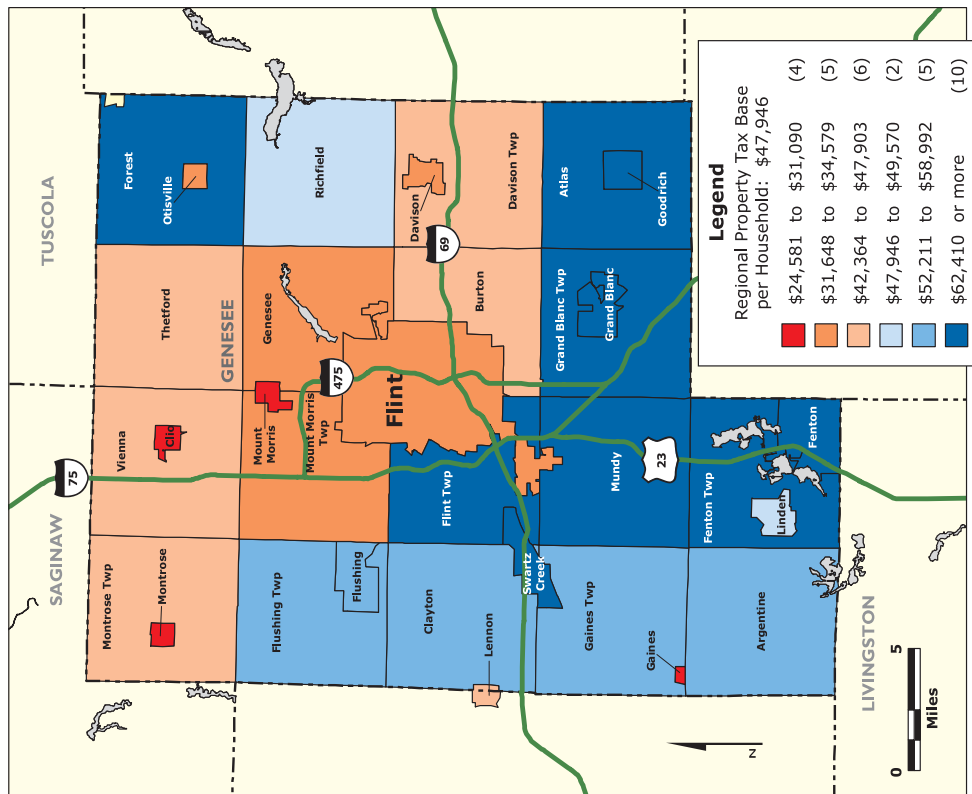 TUSCOLA
Forest
Otisville
Richfield
Davison
Davison Twp
Atlas
Goodrich
Thetford
GENESEE
Genesee
69
Burton
Grand Blanc Twp
Grand Blanc
475
Vienna
Clio
Mount
Morris
Mount Morris
Twp
Flint
75
SAGINAW
Flint Twp
Mundy
23
Fenton Twp
Fenton
Linden
Montrose Twp
Montrose
Flushing Twp
Flushing
Clayton
Lennon
Swartz
Creek
Gaines Twp
Gaines
Argentine
LIVINGSTON
N
0 5
Miles
Legend
Regional Property Tax Base
per Household: $47,946
$24,581 to $31,090 (4)
$31,648 to $34,579 (5)
$42,364 to $47,903 (6)
$47,946 to $49,570 (2)
$52,211 to $58,992 (5)
$62,410 or more (10)